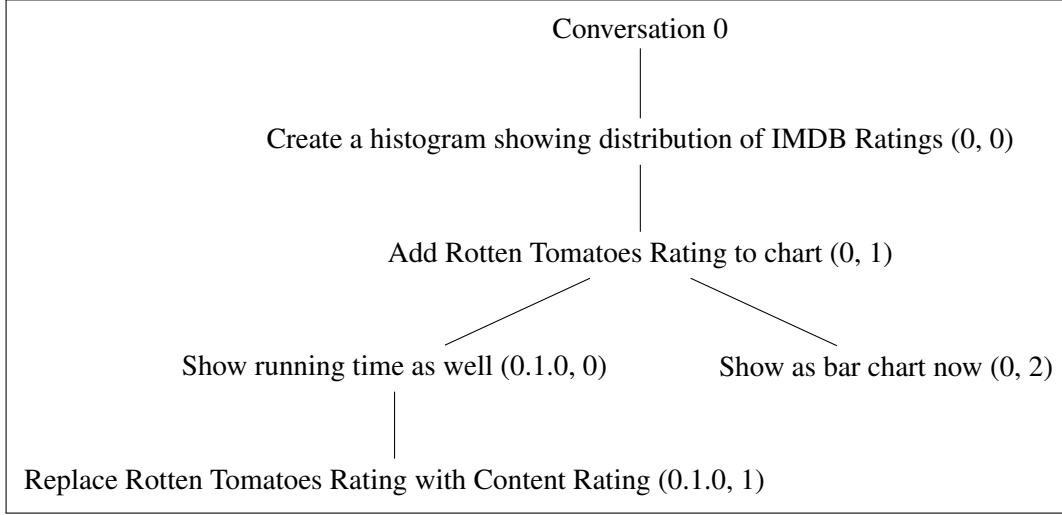 Conversation 0
Create a histogram showing distribution of IMDB Ratings (0, 0)
Add Rotten Tomatoes Rating to chart (0, 1)
Show running time as well (0.1.0, 0)
Show as bar chart now (0, 2)
Replace Rotten Tomatoes Rating with Content Rating (0.1.0, 1)